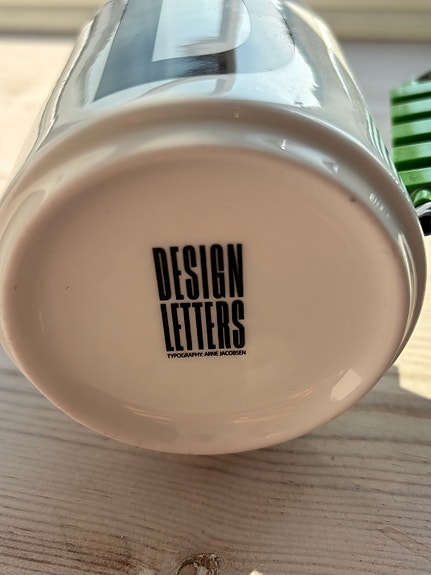 DESIGN
LETTERS
TYPOGRAPHY: ARNE JACOBSEN